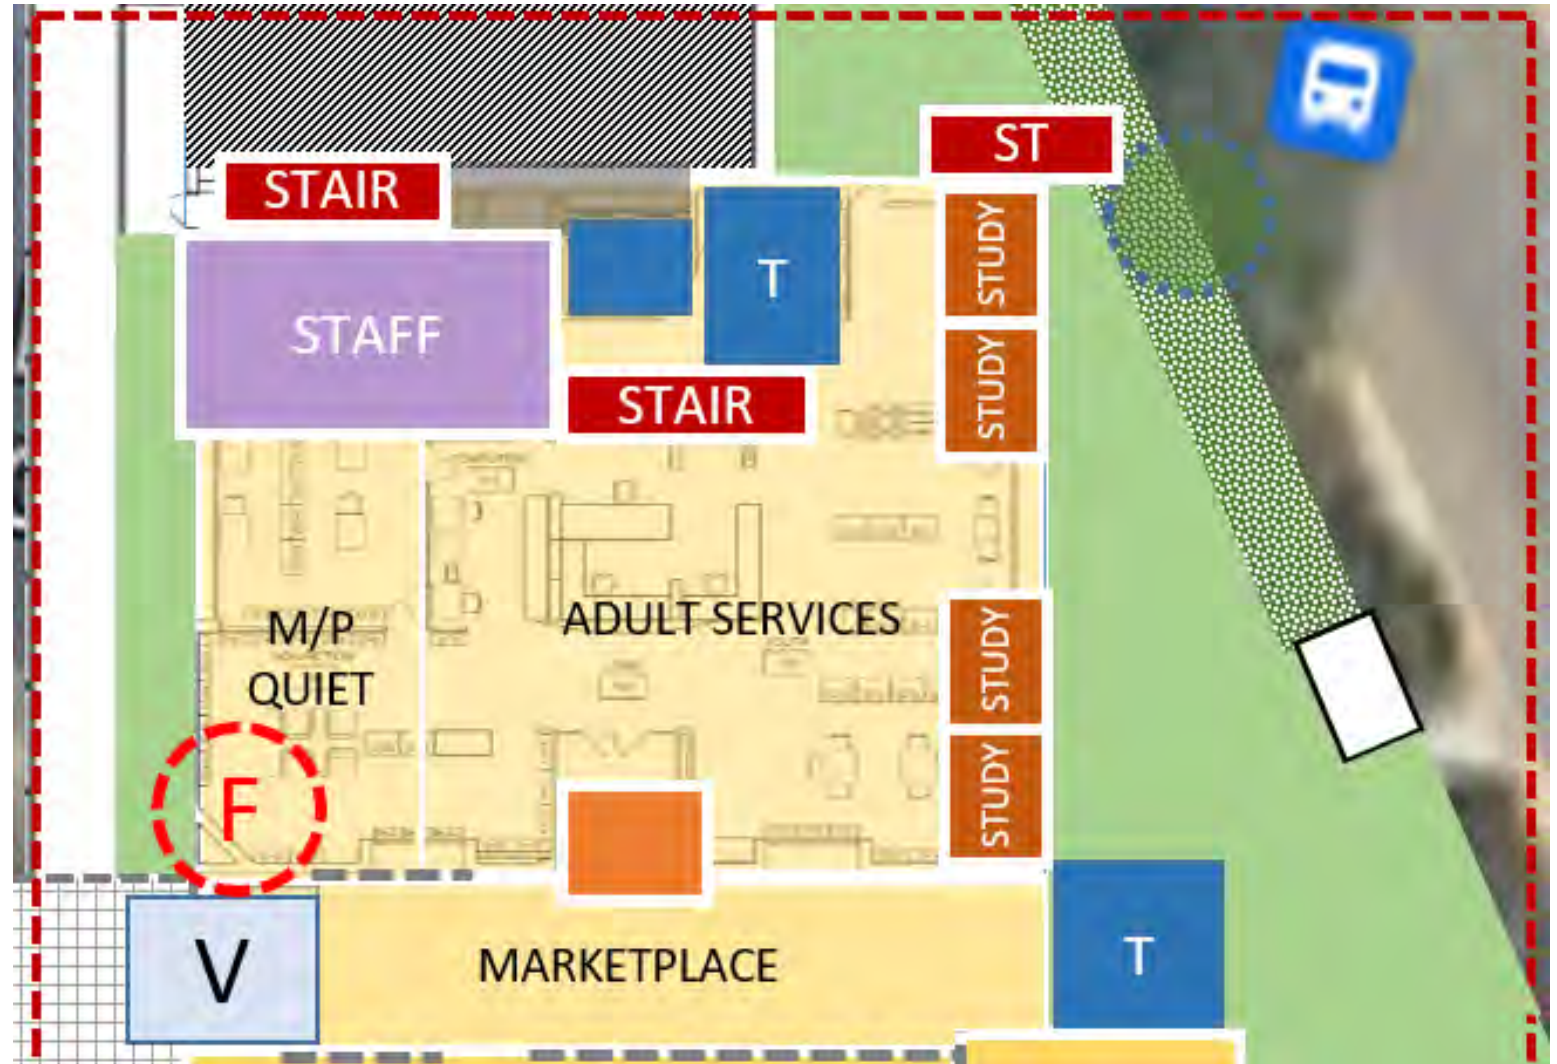 ST
STAIR
STUDY
T
STAFF
STUDY
STAIR
ADULT SERVICES
M/P
QUIET
STUDY
STUDY
F
V
MARKETPLACE
T